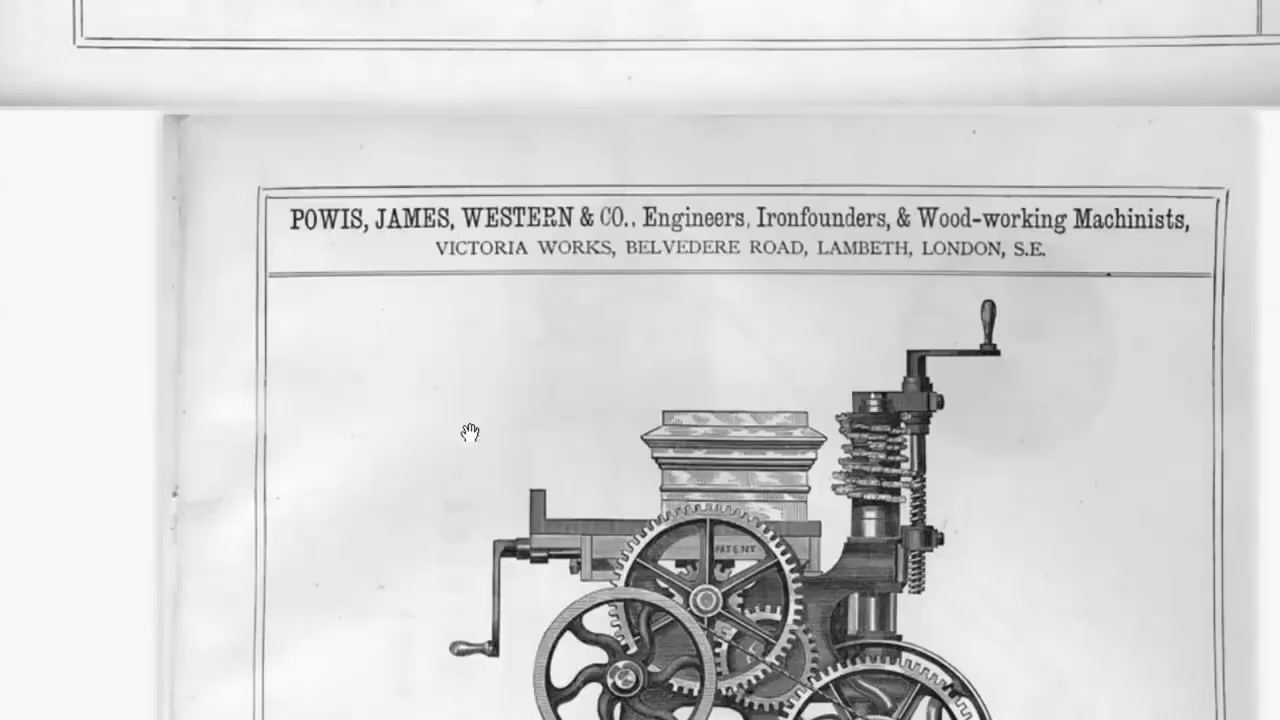 POWIS, JAMES, WESTERN & CO., Engineers, Ironfounders, & Wood-working Machinists,
VICTORIA WORKS, BELVEDERE ROAD, LAMBETH, LONDON, S.E.
PATENT